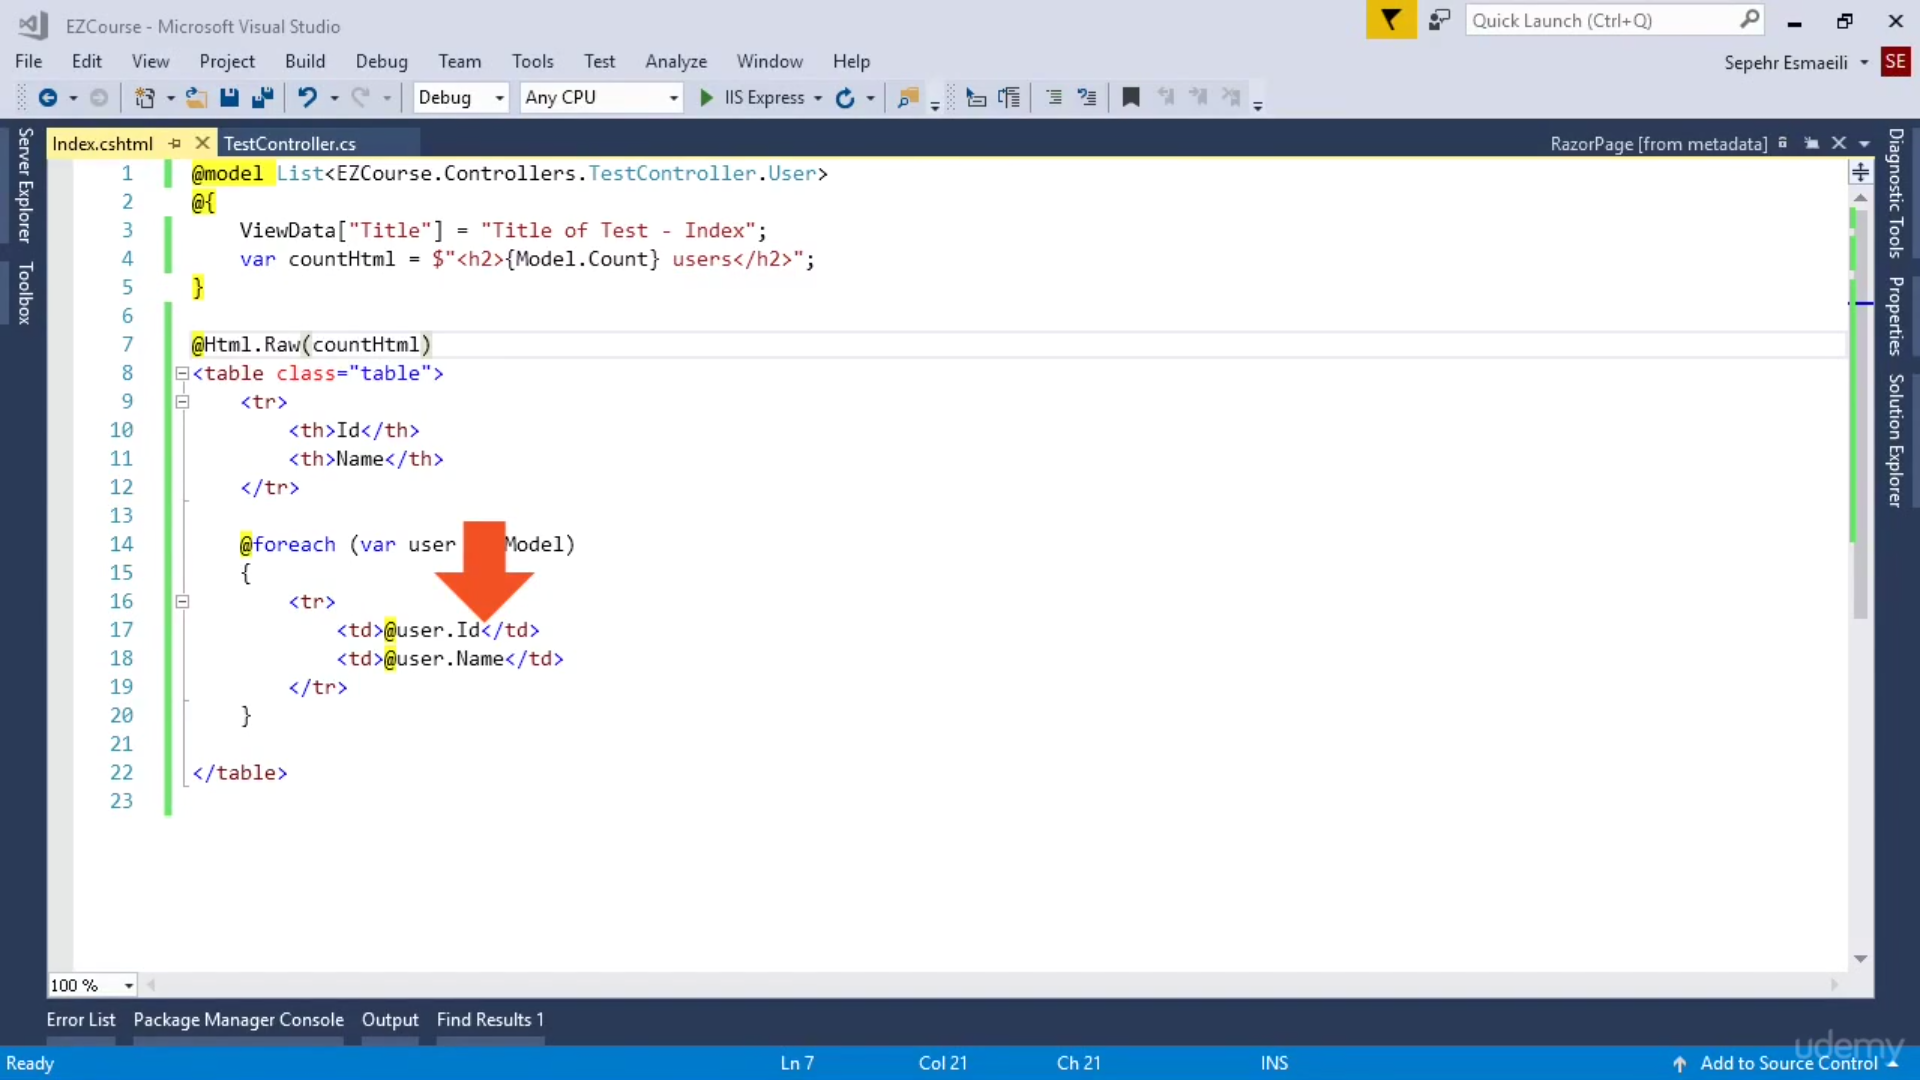 EZCourse - Microsoft Visual Studio
Quick Launch (Ctrl+Q)
File Edit View Project Build Debug Team Tools Test Analyze Window Help
Sepehr Esmaeili SE
Debug Any CPU IIS Express
Index.cshtml TestController.cs RazorPage [from metadata]
Server Explorer
Toolbox
Diagnostic Tools
Properties
Solution Explorer
1 @model List<EZCourse.Controllers.TestController.User>
2 @{
3 ViewData["Title"] = "Title of Test - Index";
4 var countHtml = $"<h2>{Model.Count} users</h2>";
5 }
6
7 @Html.Raw(countHtml)
8 <table class="table">
9 <tr>
10 <th>Id</th>
11 <th>Name</th>
12 </tr>
13
14 @foreach (var user Model)
15 {
16 <tr>
17 <td>@user.Id</td>
18 <td>@user.Name</td>
19 </tr>
20 }
21
22 </table>
23
100 %
Error List Package Manager Console Output Find Results 1
udemy
Ready Ln 7 Col 21 Ch 21 INS Add to Source Control